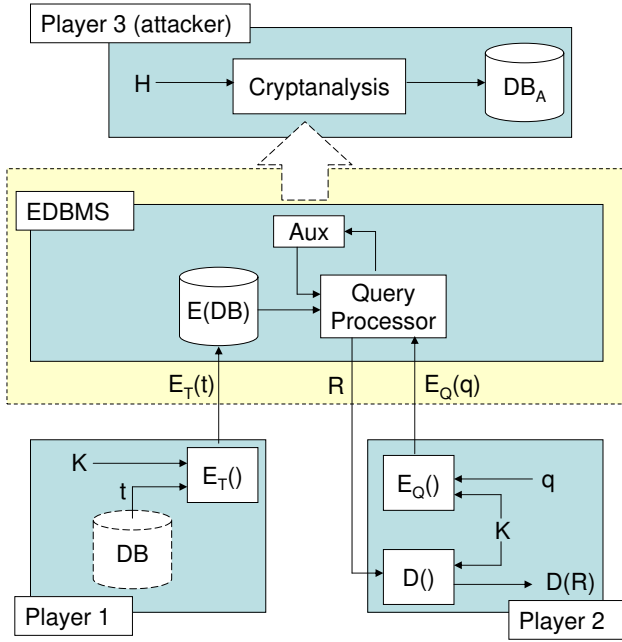 Player 3 (attacker)
H
Cryptanalysis
DB_A
EDBMS
Aux
E(DB)
Query
Processor
E_T(t)
R
E_Q(q)
K
E_T()
t
DB
Player 1
E_Q()
q
K
D()
D(R)
Player 2